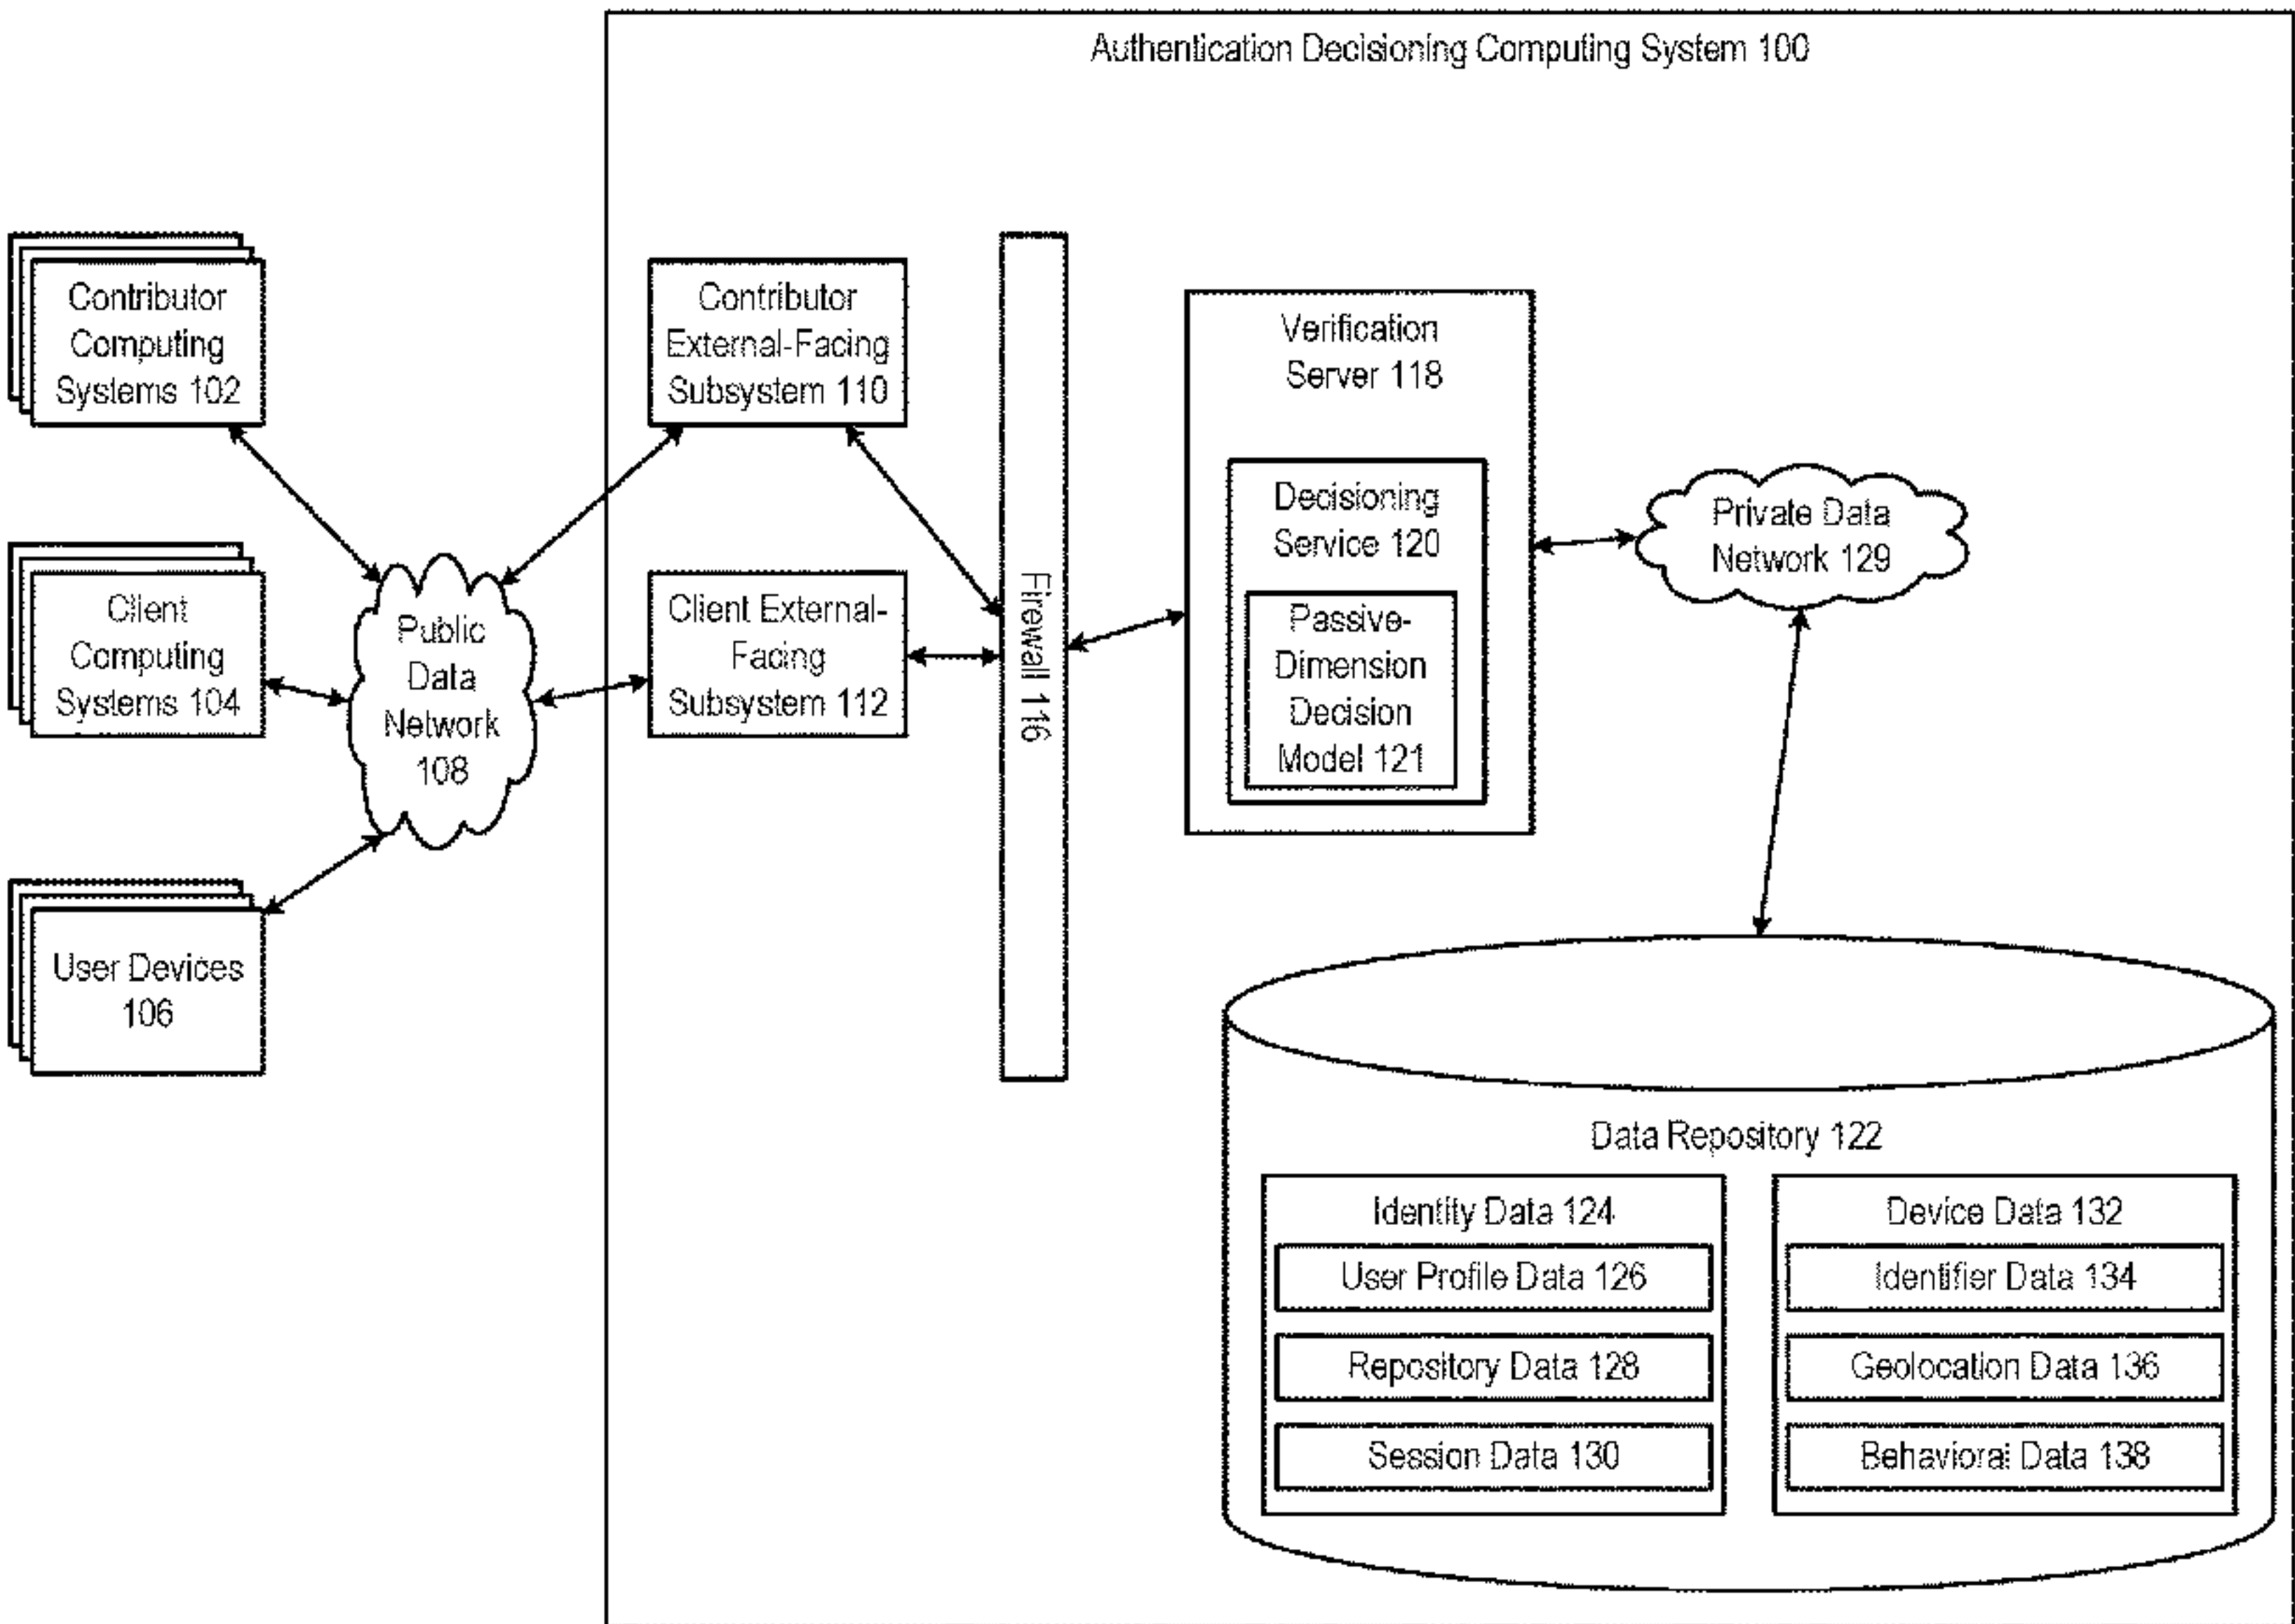 Authentication Decisioning Computing System 100
Contributor
Computing
Systems 102
Contributor
External-Facing
Subsystem 110
Verification
Server 118
Decisioning
Service 120
Private Data
Network 129
Client
Computing
Systems 104
Public
Data
Network
108
Client External-
Facing
Subsystem 112
Firewall 116
Passive-
Dimension
Decision
Model 121
User Devices
106
Data Repository 122
Identity Data 124
User Profile Data 126
Repository Data 128
Session Data 130
Device Data 132
Identifier Data 134
Geolocation Data 136
Behavioral Data 138